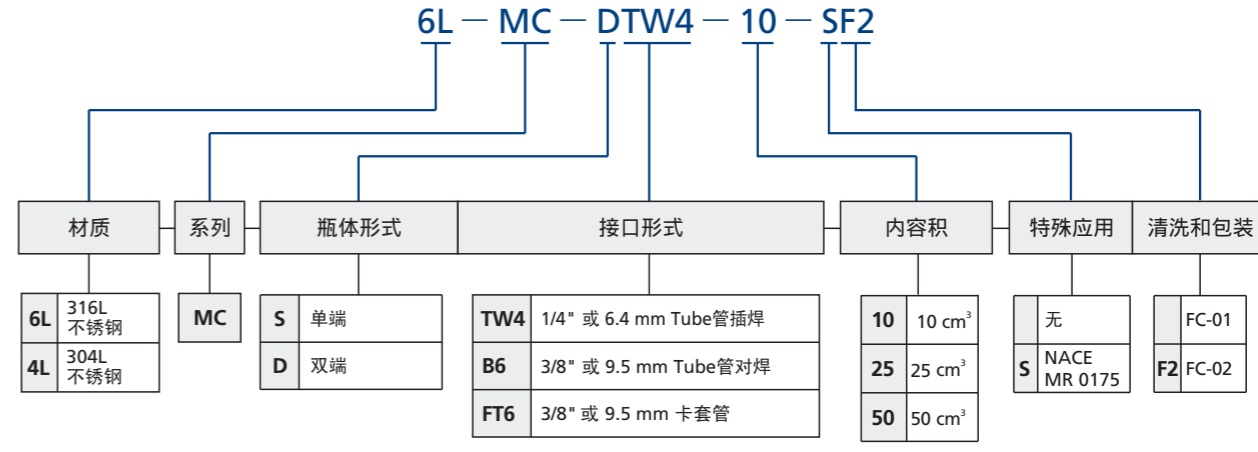 6L — MC — DTW4 — 10 — SF2
材质 系列 瓶体形式 接口形式 内容积 特殊应用 清洗和包装
6L 316L
不锈钢
4L 304L
不锈钢
MC
S 单端
D 双端
TW4 1/4" 或 6.4 mm Tube管插焊
B6 3/8" 或 9.5 mm Tube管对焊
FT6 3/8" 或 9.5 mm 卡套管
10 10 cm³
25 25 cm³
50 50 cm³
无
S NACE
MR 0175
FC-01
F2 FC-02